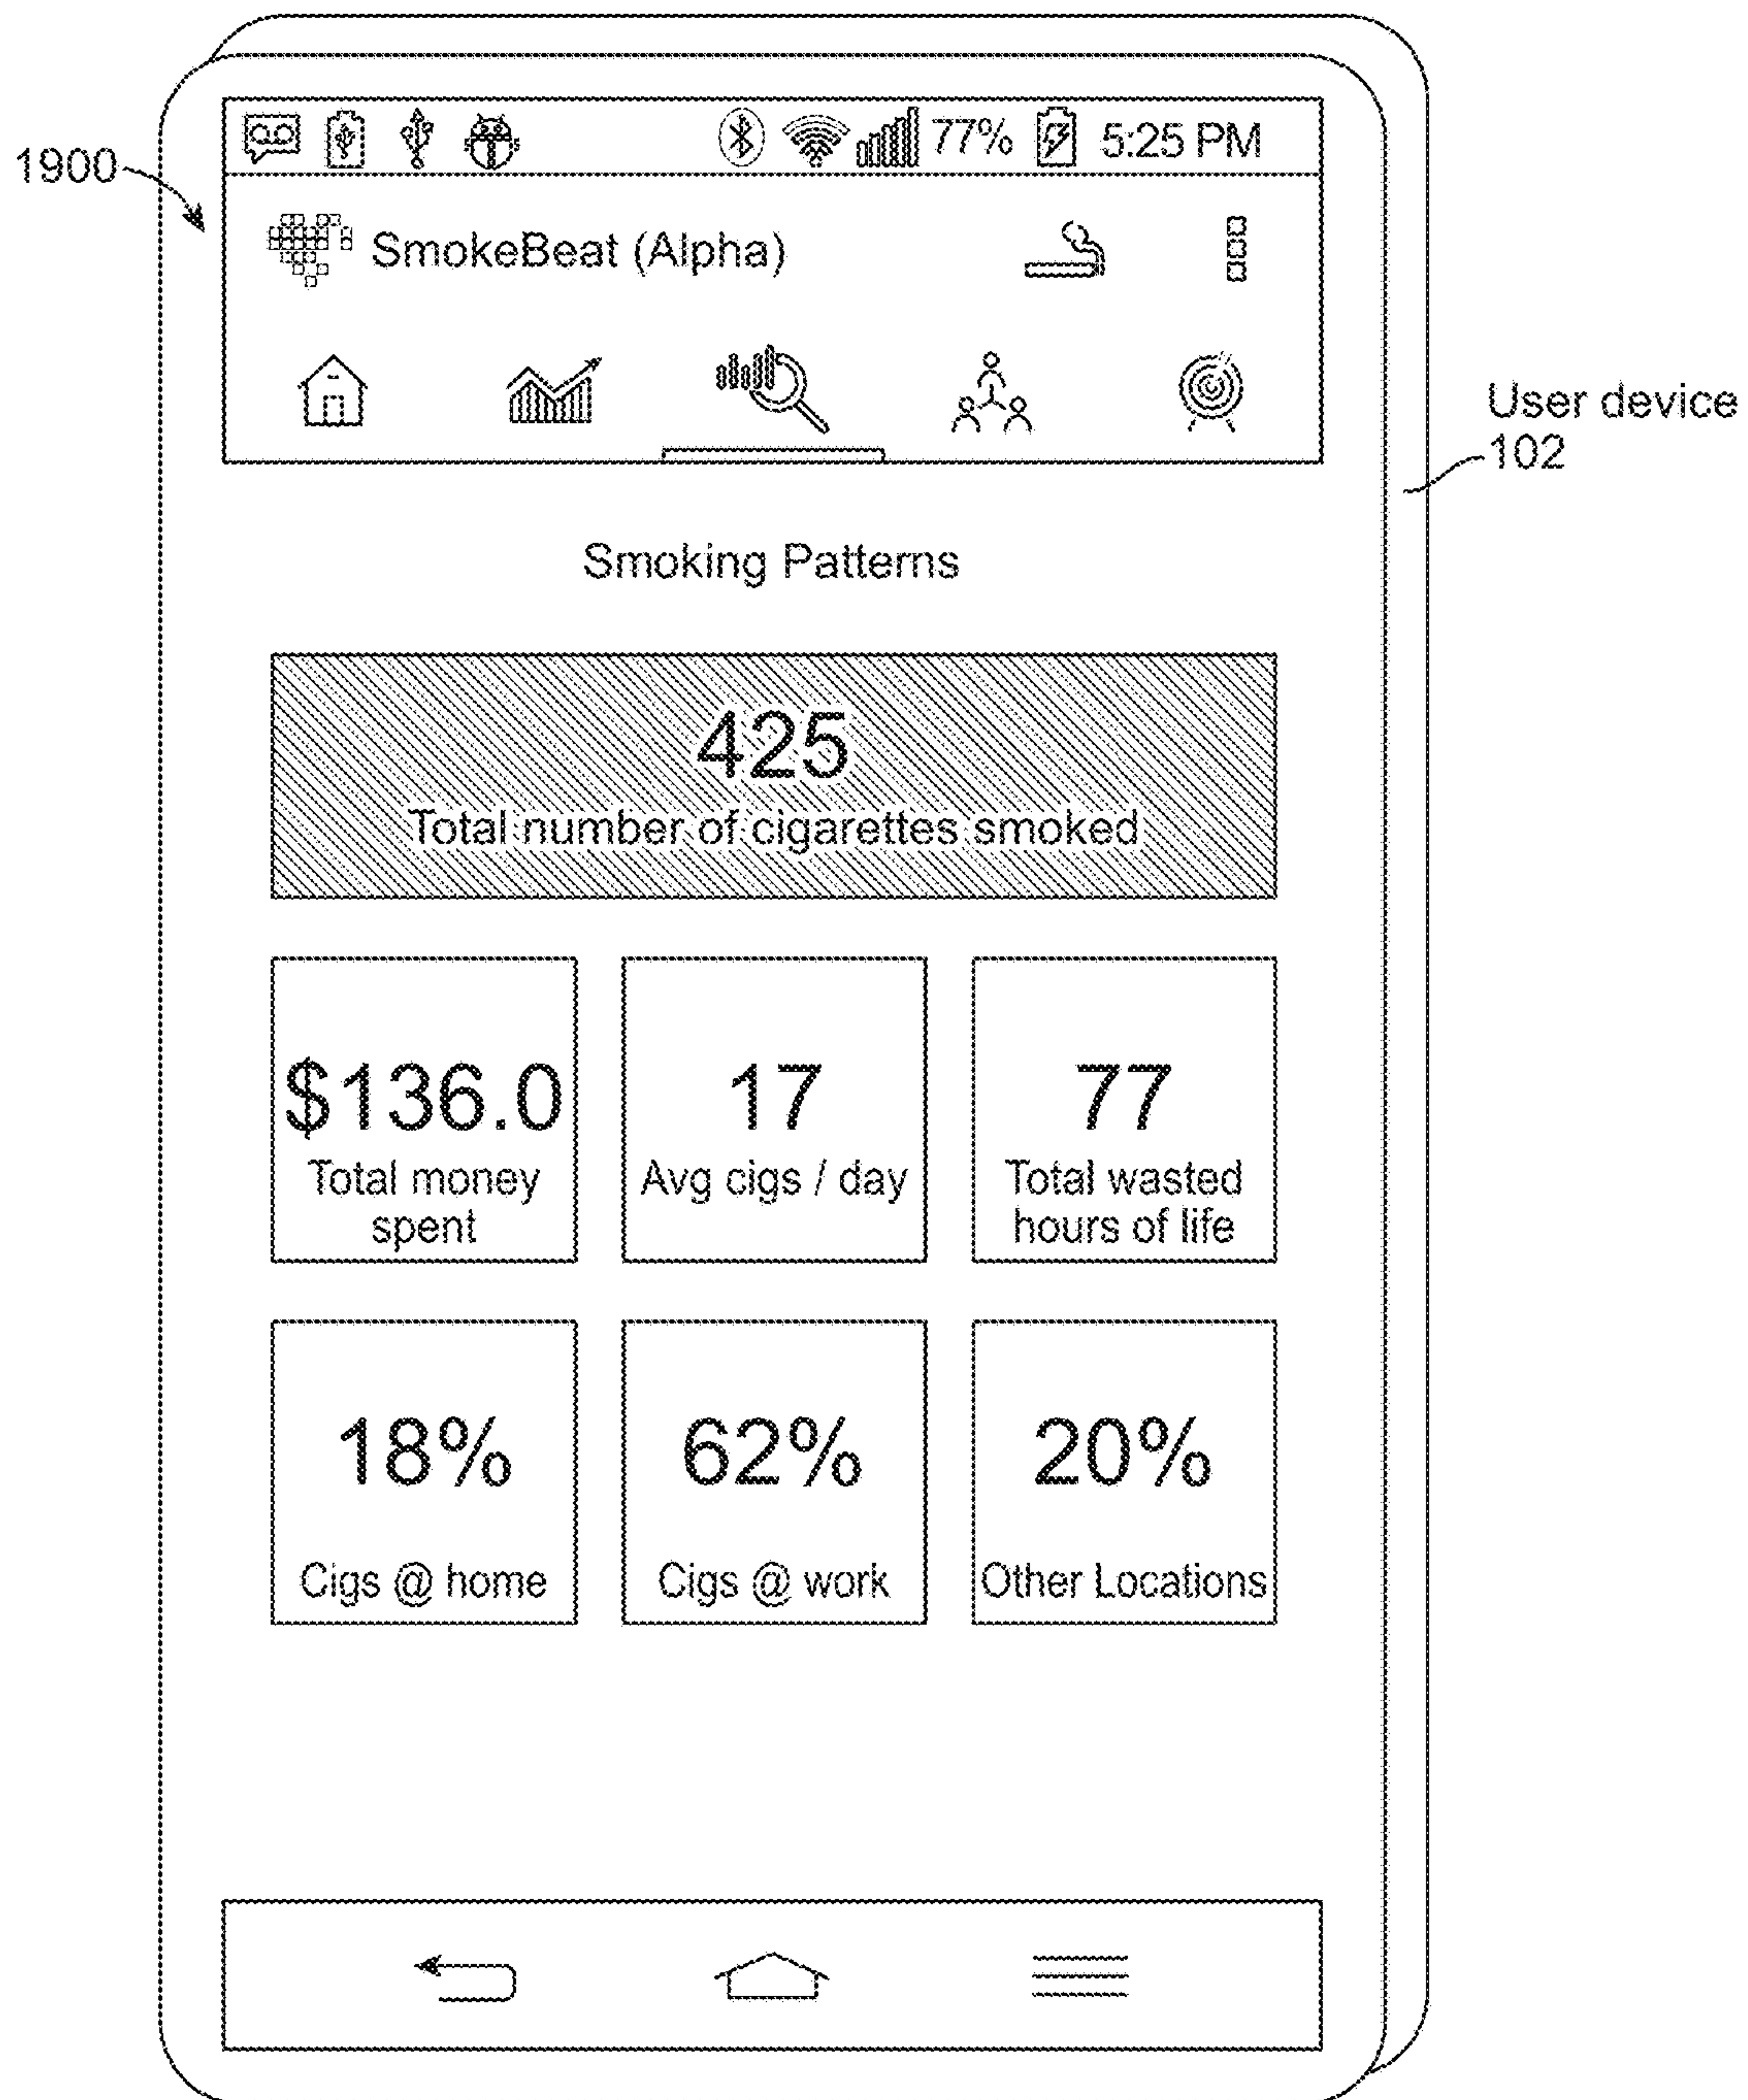 77% 5:25 PM
1900
SmokeBeat (Alpha)
User device
102
Smoking Patterns
425
Total number of cigarettes smoked
$136.0
Total money
spent
17
Avg cigs / day
77
Total wasted
hours of life
18%
Cigs @ home
62%
Cigs @ work
20%
Other Locations